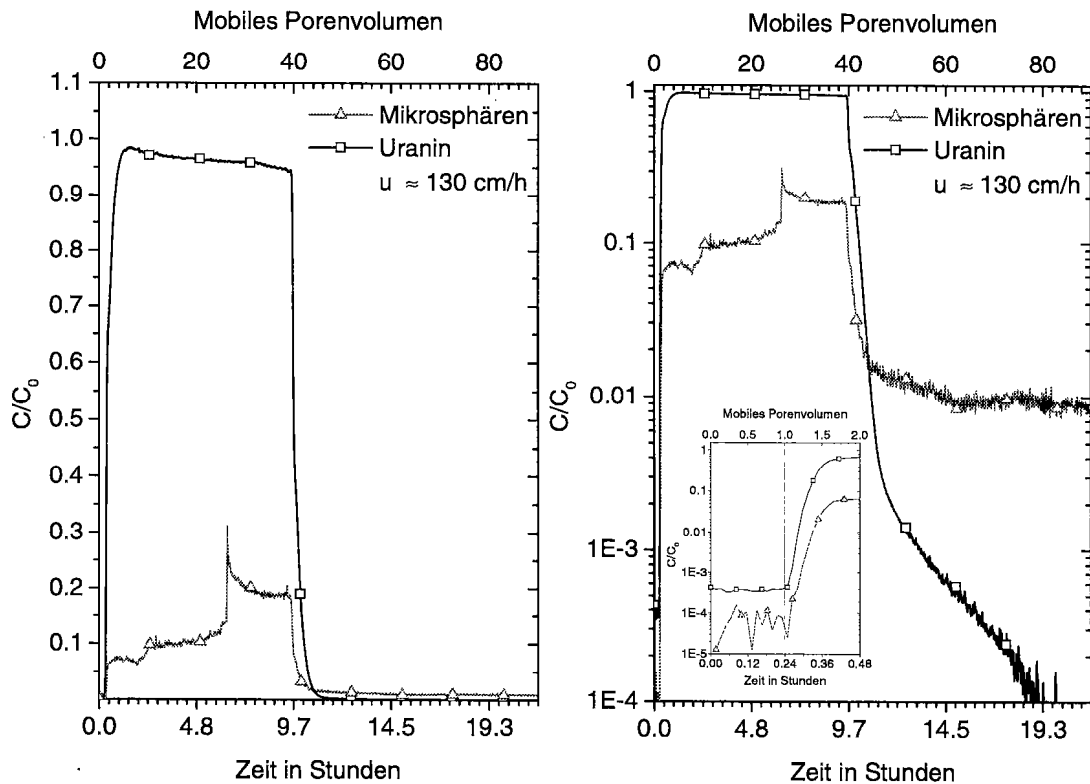 Mobiles Porenvolumen
0 20 40 60 80
1.1
1.0
0.9
0.8
0.7
0.6
0.5
0.4
0.3
0.2
0.1
C/C0
Mikrosphären
Uranin
u ≈ 130 cm/h
0.0 4.8 9.7 14.5 19.3
Zeit in Stunden
Mobiles Porenvolumen
0 20 40 60 80
1
0.1
0.01
1E-3
1E-4
C/C0
Mikrosphären
Uranin
u ≈ 130 cm/h
Mobiles Porenvolumen
0.0 0.5 1.0 1.5 2.0
1
0.1
0.01
1E-3
1E-4
1E-5
C/C0
0.00 0.12 0.24 0.36 0.48
Zeit in Stunden
0.0 4.8 9.7 14.5 19.3
Zeit in Stunden